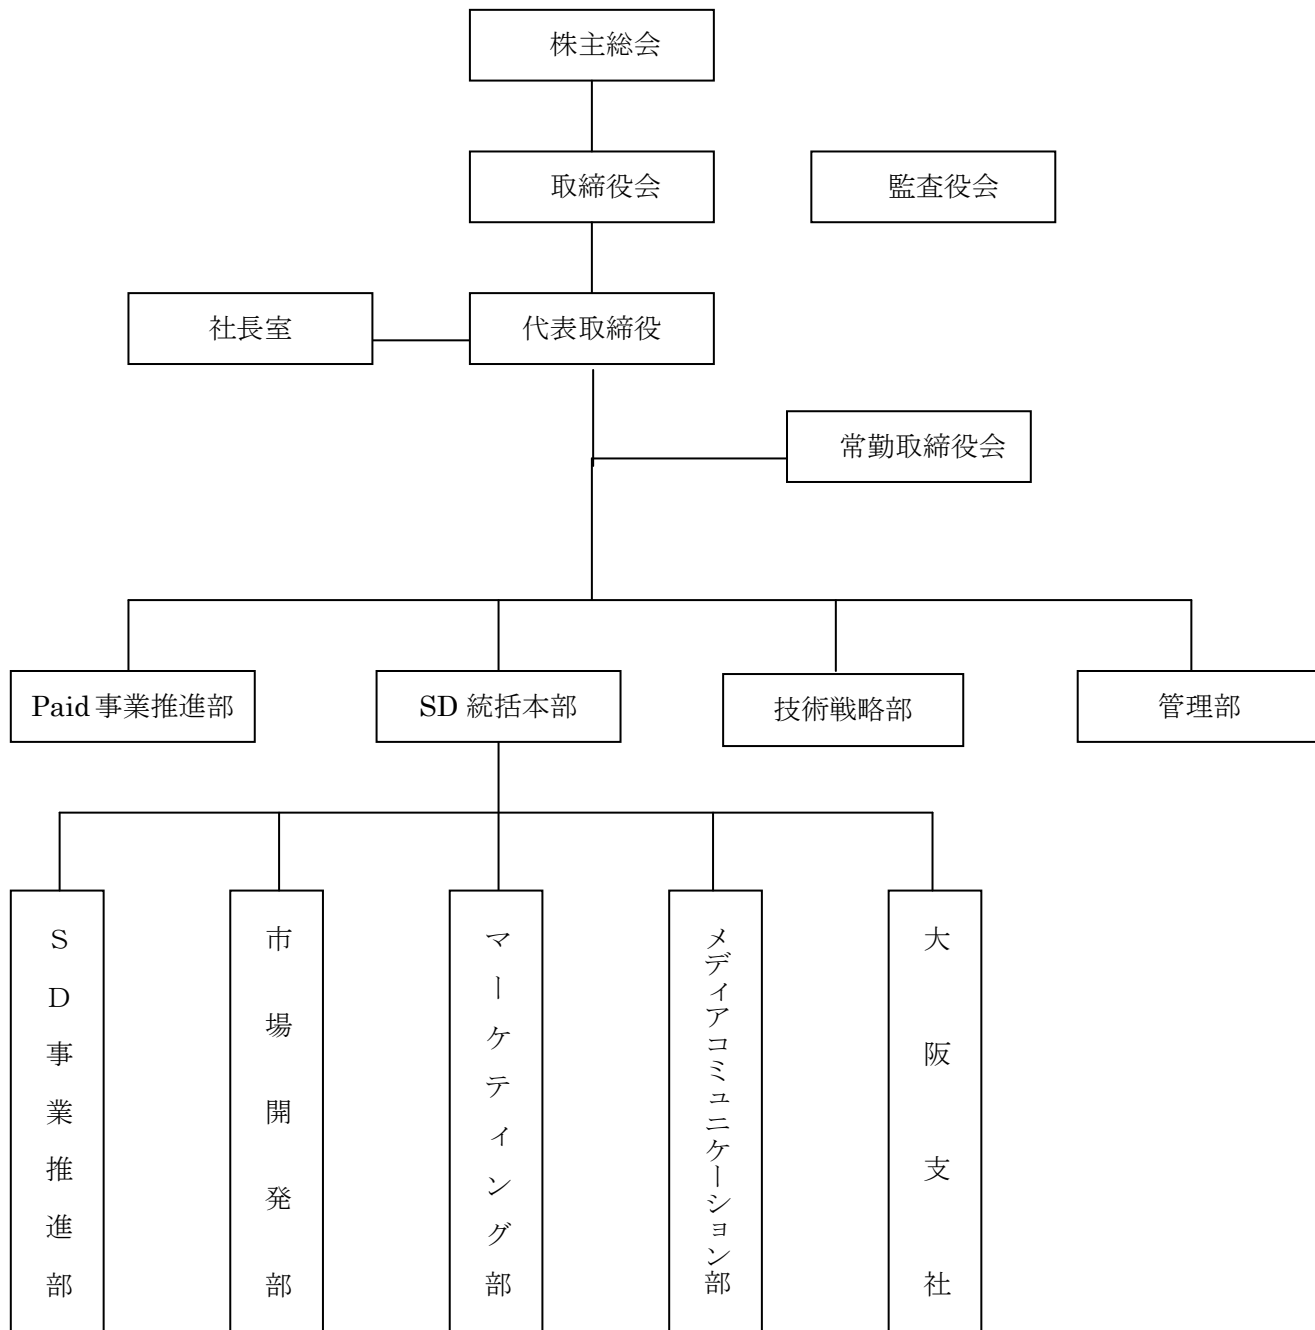 株主総会
取締役会
監査役会
社長室
代表取締役
常勤取締役会
Paid事業推進部
SD統括本部
技術戦略部
管理部
SD事業推進部
市場開発部
マーケティング部
メディアコミュニケーション部
大阪支社